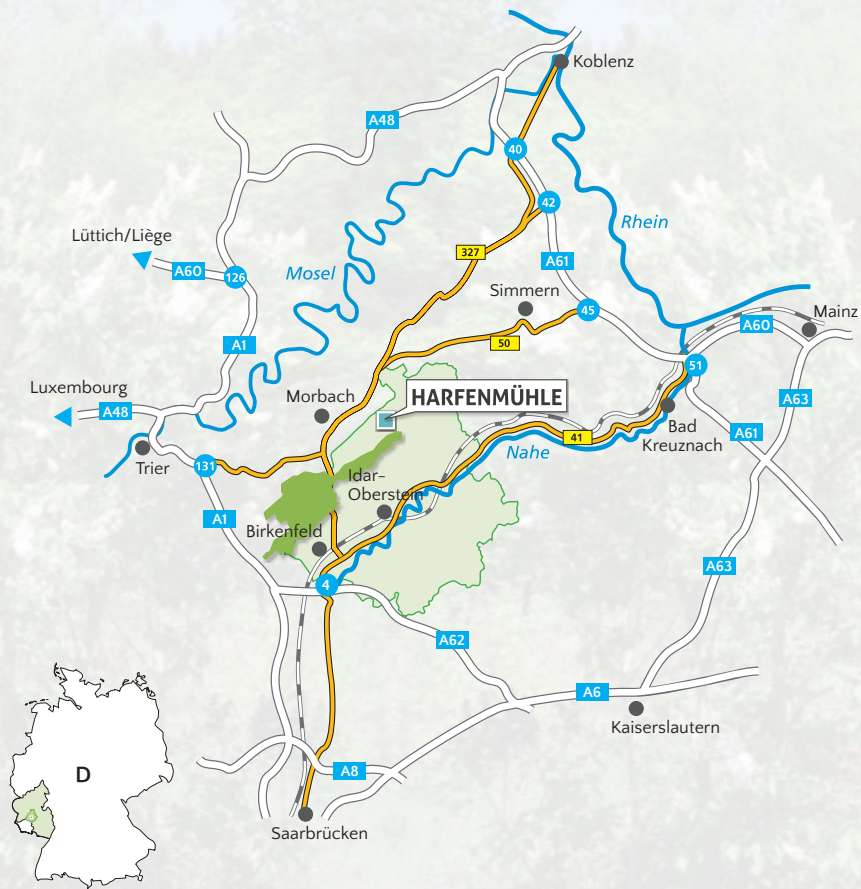 Koblenz
A48
40
42
Rhein
Lüttich/Liège
327
A61
A60
126
Mosel
Simmern
45
Mainz
A60
50
A1
51
Luxembourg
Morbach
HARFENMÜHLE
A63
A48
Bad
Kreuznach
A61
41
Nahe
Trier
131
Idar-
Oberstein
A1
Birkenfeld
4
A63
A62
A6
Kaiserslautern
D
A8
Saarbrücken